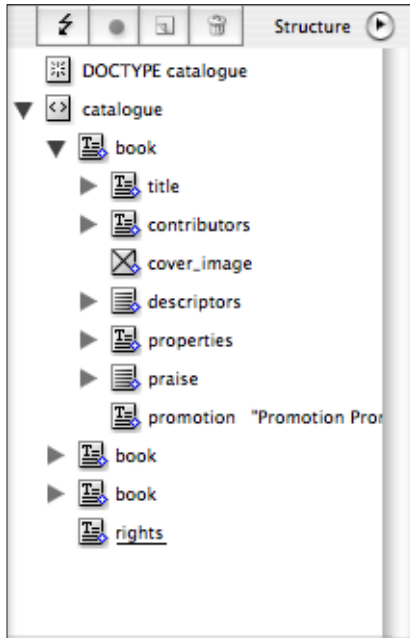 Structure
DOCTYPE catalogue
catalogue
book
title
contributors
cover_image
descriptors
properties
praise
promotion "Promotion Pror
book
book
rights